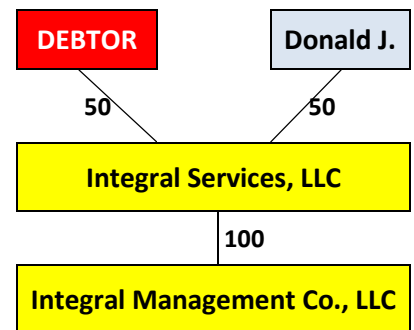 DEBTOR
Donald J.
50
50
Integral Services, LLC
100
Integral Management Co., LLC